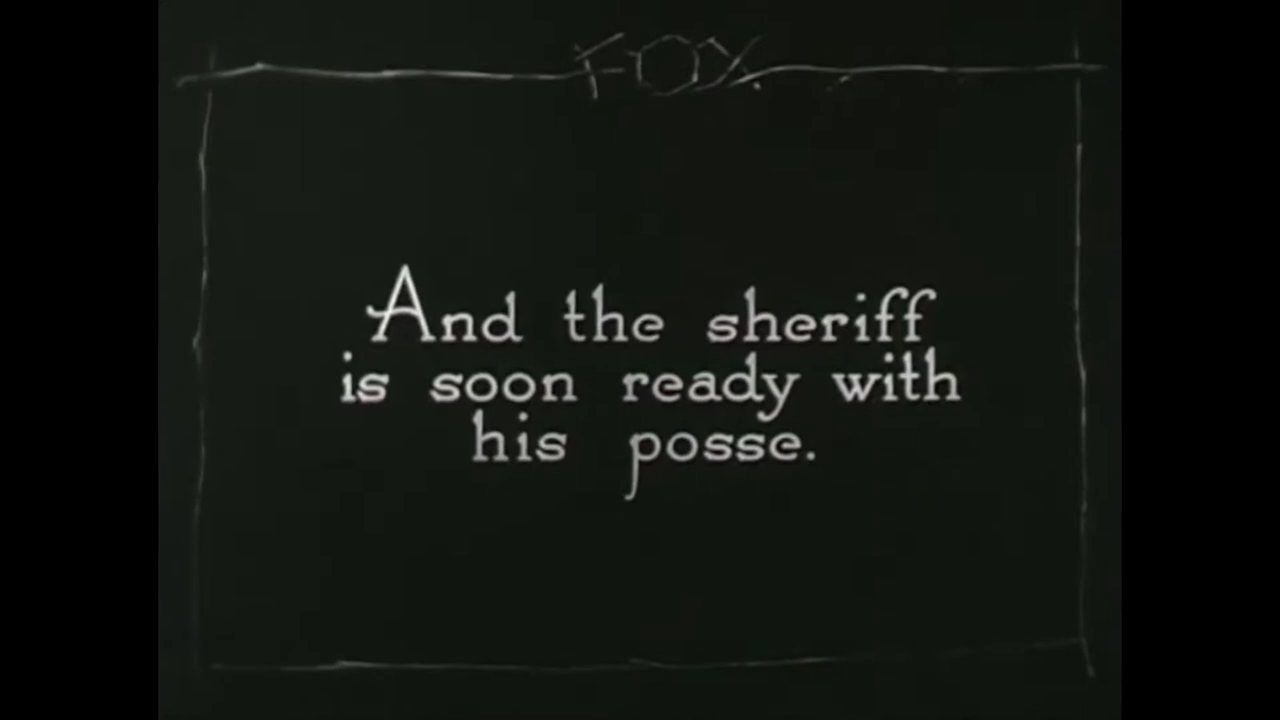 FOX
And the sheriff
is soon ready with
his posse.